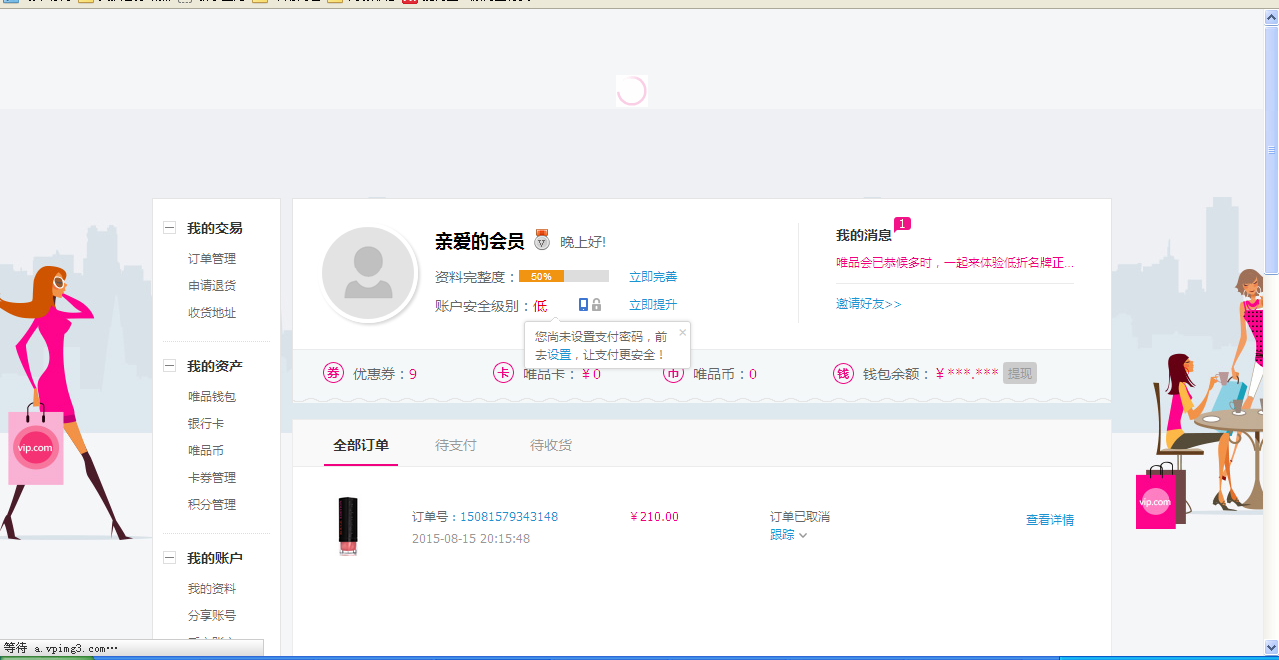 我的交易
订单管理
申请退货
收货地址
我的资产
唯品钱包
银行卡
唯品币
卡券管理
积分管理
我的账户
我的资料
分享账号
亲爱的会员 晚上好!
资料完整度：50% 立即完善
账户安全级别：低 立即提升
您尚未设置支付密码，前
去设置，让支付更安全！
我的消息 1
唯品会已恭候多时，一起来体验低折名牌正...
邀请好友>>
券 优惠券：9
卡 唯品卡：￥0
币 唯品币：0
钱 钱包余额：￥***.*** 提现
全部订单 待支付 待收货
订单号：15081579343148 ￥210.00 订单已取消 查看详情
2015-08-15 20:15:48 跟踪
vip.com
vip.com
等待 a.vpimg3.com…